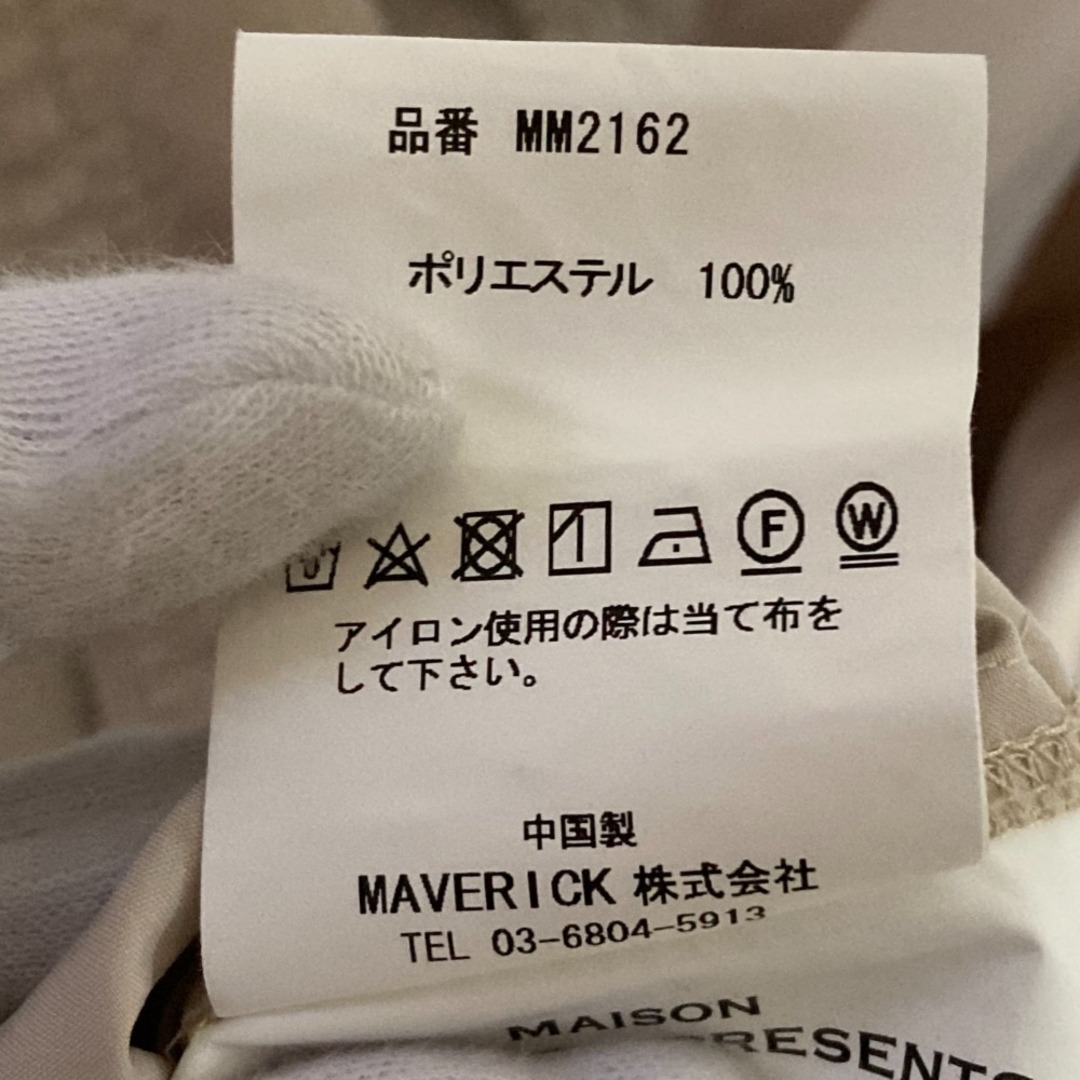 品番 MM2162
ポリエステル 100%
F W
アイロン使用の際は当て布を
して下さい。
中国製
MAVERICK 株式会社
TEL 03-6804-5913
MAISON